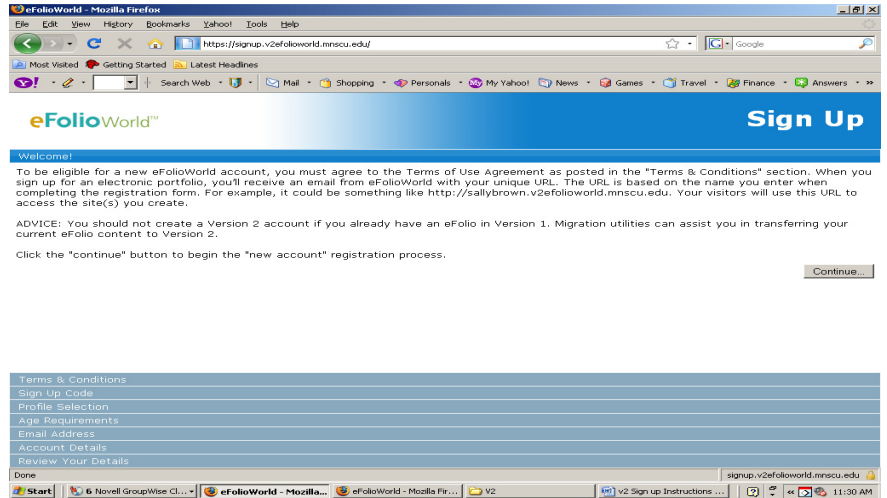 eFolioWorld - Mozilla Firefox
File Edit View History Bookmarks Yahoo! Tools Help
https://signup.v2efolioworld.mnscu.edu/
Google
Most Visited Getting Started Latest Headlines
Y! Search Web Mail Shopping Personals My Yahoo! News Games Travel Finance Answers »
eFolioWorld™ Sign Up
Welcome!
To be eligible for a new eFolioWorld account, you must agree to the Terms of Use Agreement as posted in the "Terms & Conditions" section. When you
sign up for an electronic portfolio, you'll receive an email from eFolioWorld with your unique URL. The URL is based on the name you enter when
completing the registration form. For example, it could be something like http://sallybrown.v2efolioworld.mnscu.edu. Your visitors will use this URL to
access the site(s) you create.
ADVICE: You should not create a Version 2 account if you already have an eFolio in Version 1. Migration utilities can assist you in transferring your
current eFolio content to Version 2.
Click the "continue" button to begin the "new account" registration process.
Continue...
Terms & Conditions
Sign Up Code
Profile Selection
Age Requirements
Email Address
Account Details
Review Your Details
Done signup.v2efolioworld.mnscu.edu
Start 6 Novell GroupWise Cl... eFolioWorld - Mozilla... eFolioWorld - Mozilla Fir... V2 v2 Sign up Instructions ... « 11:30 AM